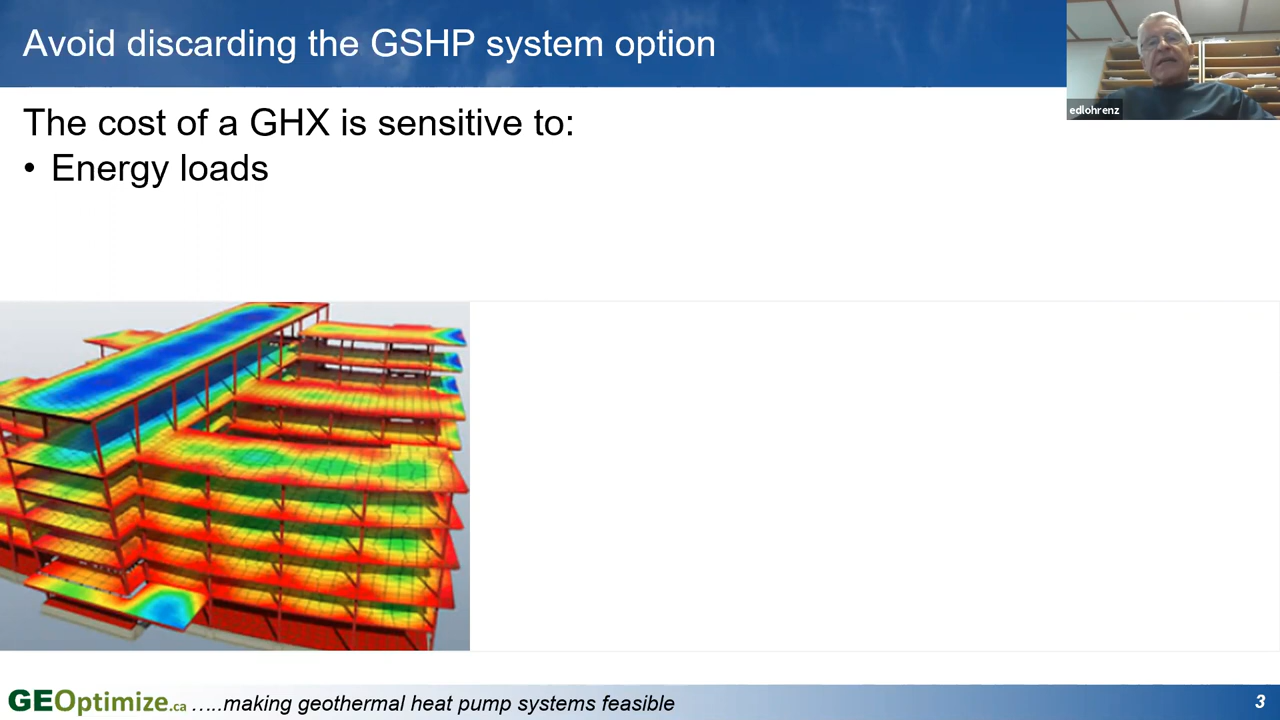 Avoid discarding the GSHP system option
edlohrenz
The cost of a GHX is sensitive to:
• Energy loads
GEOptimize.ca …..making geothermal heat pump systems feasible
3